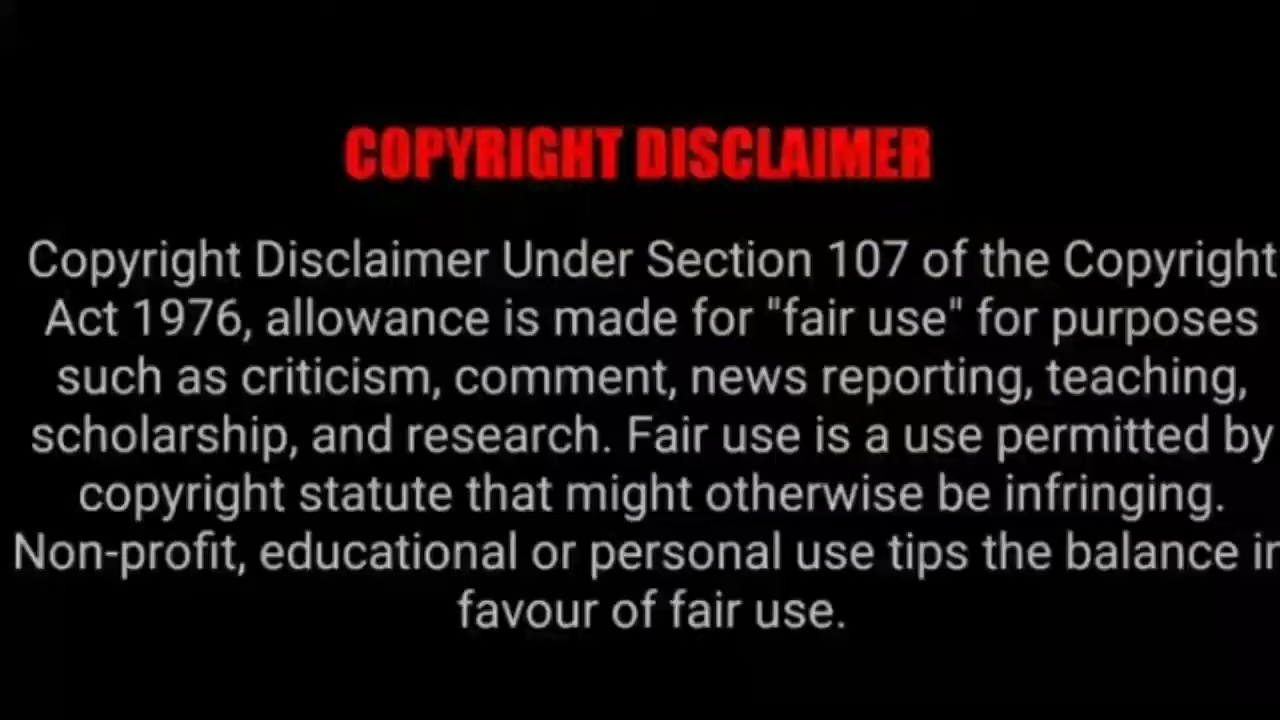 COPYRIGHT DISCLAIMER
Copyright Disclaimer Under Section 107 of the Copyright
Act 1976, allowance is made for "fair use" for purposes
such as criticism, comment, news reporting, teaching,
scholarship, and research. Fair use is a use permitted by
copyright statute that might otherwise be infringing.
Non-profit, educational or personal use tips the balance in
favour of fair use.